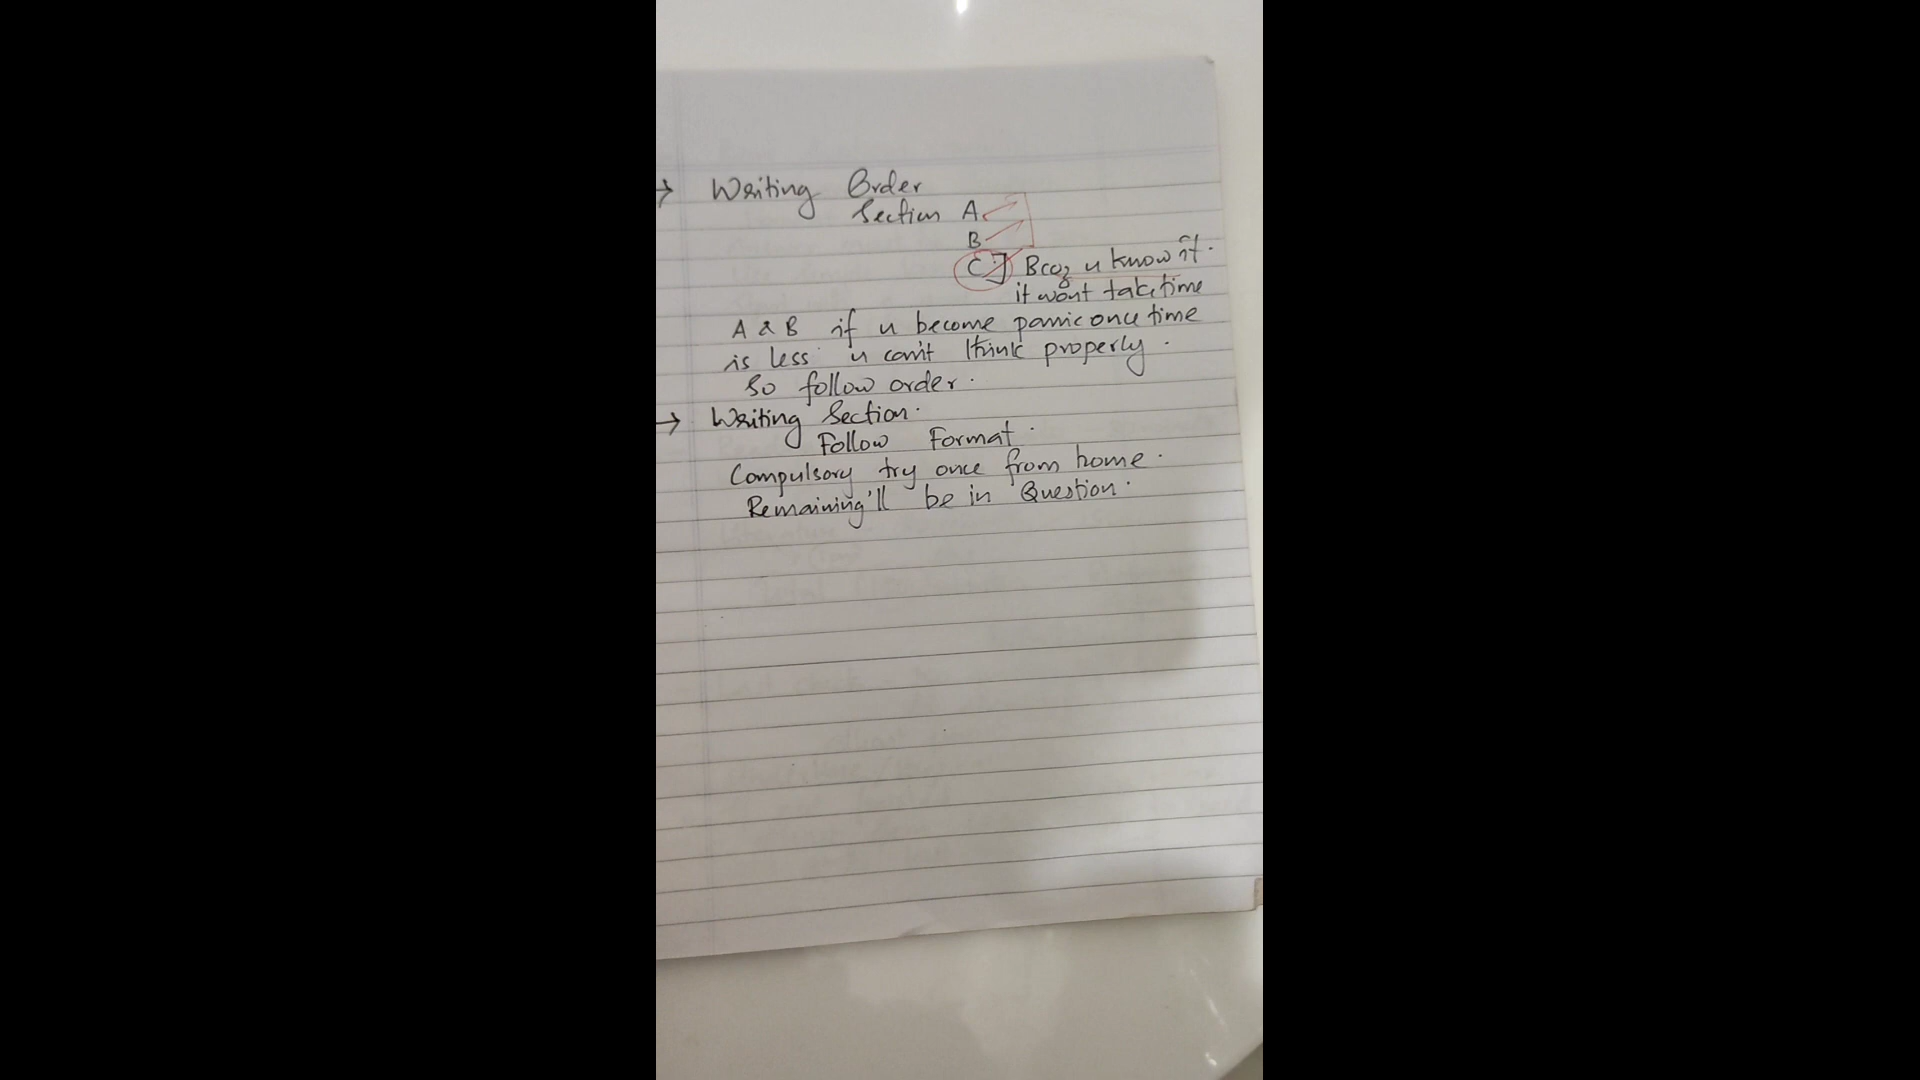 → Writing Order
Section A
B
C] Bcoz u know it.
it wont take time
A & B if u become panic once time
is less u can't think properly.
So follow order.
→ Writing Section.
Follow Format.
Compulsory try once from home.
Remaining'll be in Question.